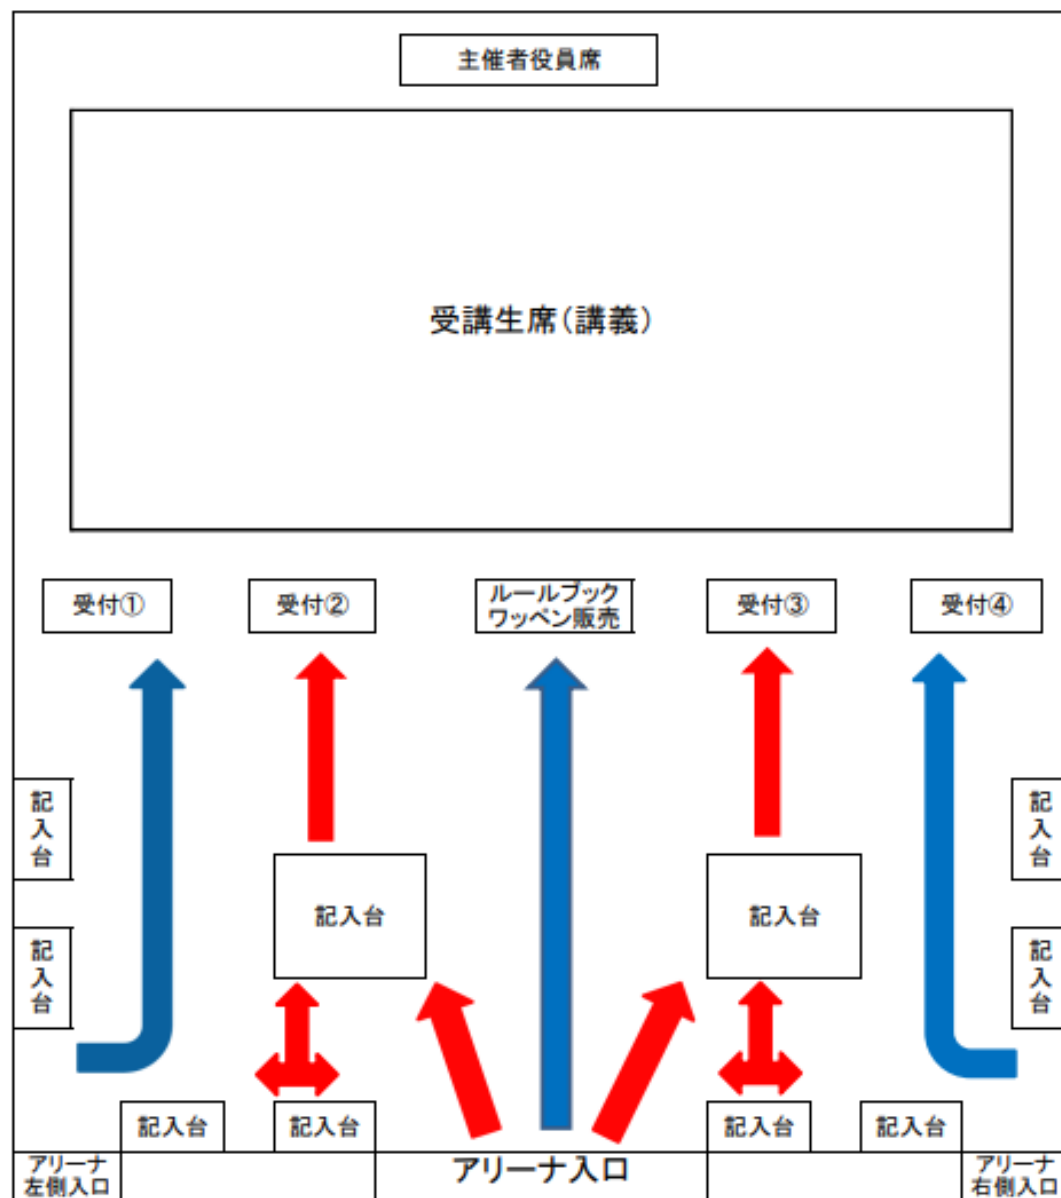 主催者役員席
受講生席（講義）
受付①
受付②
ルールブック
ワッペン販売
受付③
受付④
記入台
記入台
記入台
記入台
記入台
記入台
記入台
記入台
記入台
記入台
アリーナ
左側入口
アリーナ入口
アリーナ
右側入口